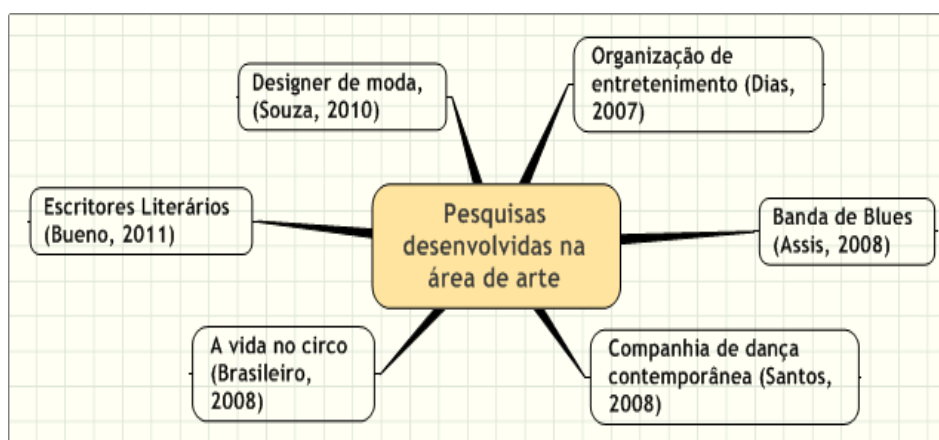 Designer de moda,
(Souza, 2010)
Organização de
entretenimento (Dias,
2007)
Escritores Literários
(Bueno, 2011)
Pesquisas
desenvolvidas na
área de arte
Banda de Blues
(Assis, 2008)
A vida no circo
(Brasileiro,
2008)
Companhia de dança
contemporânea (Santos,
2008)